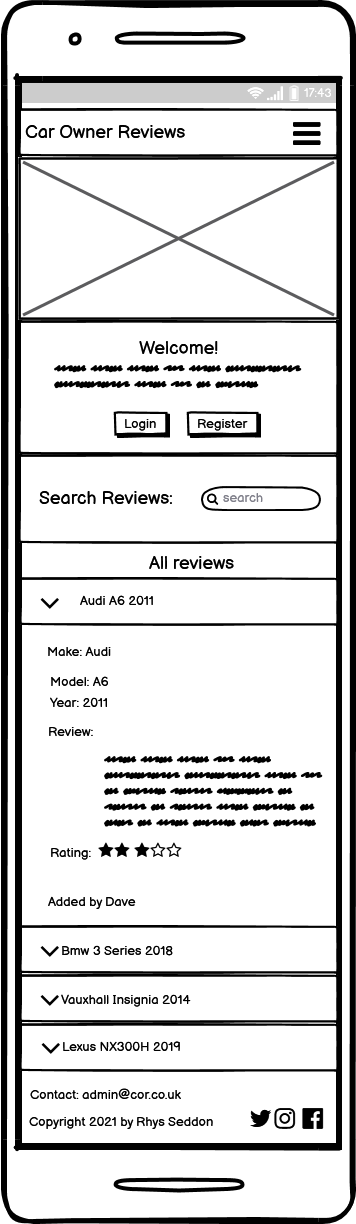 17:43
Car Owner Reviews
Welcome!
Login Register
Search Reviews: search
All reviews
Audi A6 2011
Make: Audi
Model: A6
Year: 2011
Review:
Rating:
Added by Dave
Bmw 3 Series 2018
Vauxhall Insignia 2014
Lexus NX300H 2019
Contact: admin@cor.co.uk
Copyright 2021 by Rhys Seddon